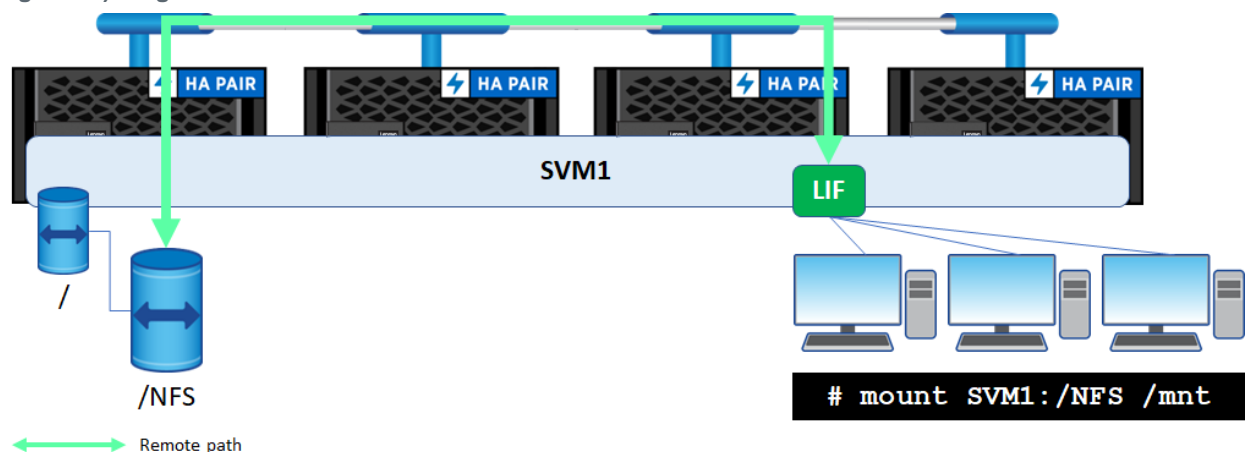 HA PAIR
HA PAIR
HA PAIR
HA PAIR
SVM1
LIF
/
/NFS
# mount SVM1:/NFS /mnt
Remote path